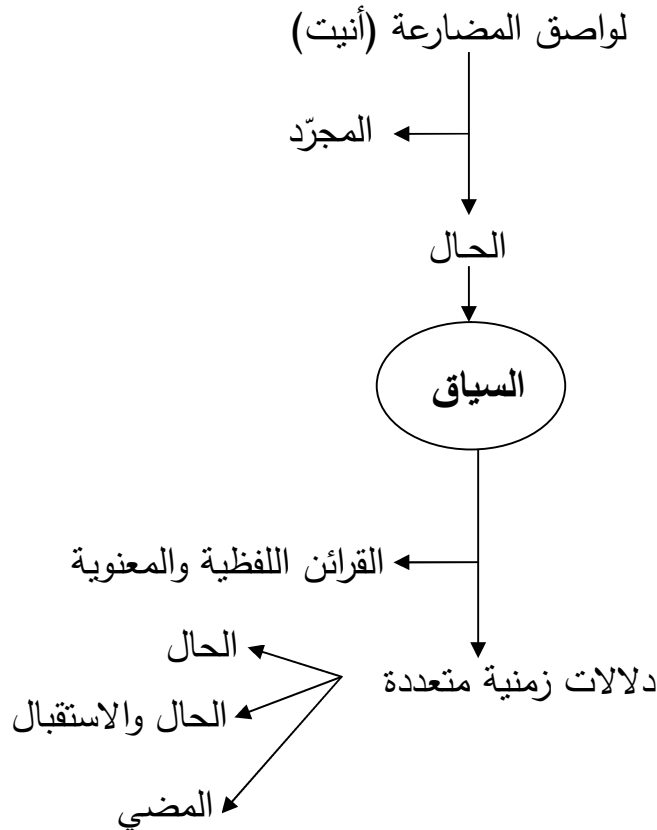 لواصق المضارعة (أنيت)
المجرّد
الحال
السياق
القرائن اللفظية والمعنوية
دلالات زمنية متعددة
الحال
الحال والاستقبال
المضي